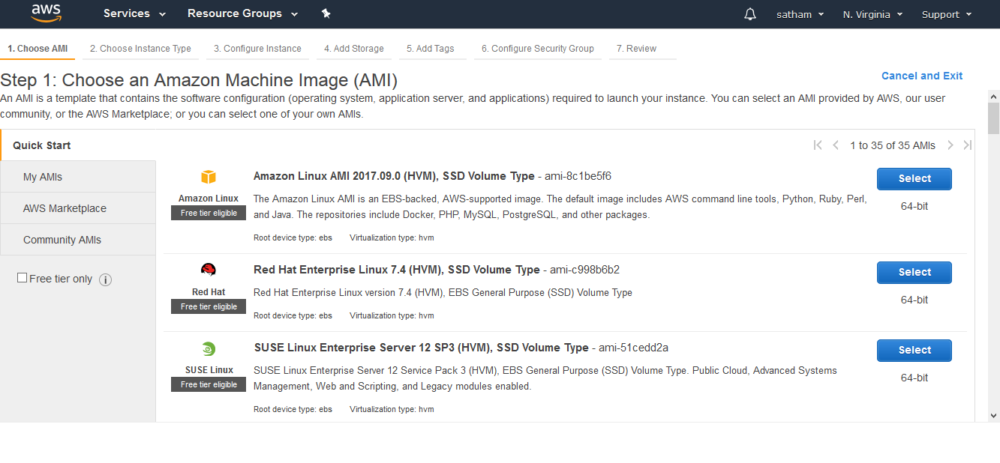 aws Services Resource Groups satham N. Virginia Support
1. Choose AMI 2. Choose Instance Type 3. Configure Instance 4. Add Storage 5. Add Tags 6. Configure Security Group 7. Review
Step 1: Choose an Amazon Machine Image (AMI)
Cancel and Exit
An AMI is a template that contains the software configuration (operating system, application server, and applications) required to launch your instance. You can select an AMI provided by AWS, our user
community, or the AWS Marketplace; or you can select one of your own AMIs.
Quick Start
My AMIs
AWS Marketplace
Community AMIs
Free tier only
1 to 35 of 35 AMIs
Amazon Linux
Free tier eligible
Amazon Linux AMI 2017.09.0 (HVM), SSD Volume Type - ami-8c1be5f6
The Amazon Linux AMI is an EBS-backed, AWS-supported image. The default image includes AWS command line tools, Python, Ruby, Perl,
and Java. The repositories include Docker, PHP, MySQL, PostgreSQL, and other packages.
Root device type: ebs Virtualization type: hvm
Select
64-bit
Red Hat
Free tier eligible
Red Hat Enterprise Linux 7.4 (HVM), SSD Volume Type - ami-c998b6b2
Red Hat Enterprise Linux version 7.4 (HVM), EBS General Purpose (SSD) Volume Type
Root device type: ebs Virtualization type: hvm
Select
64-bit
SUSE Linux
Free tier eligible
SUSE Linux Enterprise Server 12 SP3 (HVM), SSD Volume Type - ami-51cedd2a
SUSE Linux Enterprise Server 12 Service Pack 3 (HVM), EBS General Purpose (SSD) Volume Type. Public Cloud, Advanced Systems
Management, Web and Scripting, and Legacy modules enabled.
Root device type: ebs Virtualization type: hvm
Select
64-bit